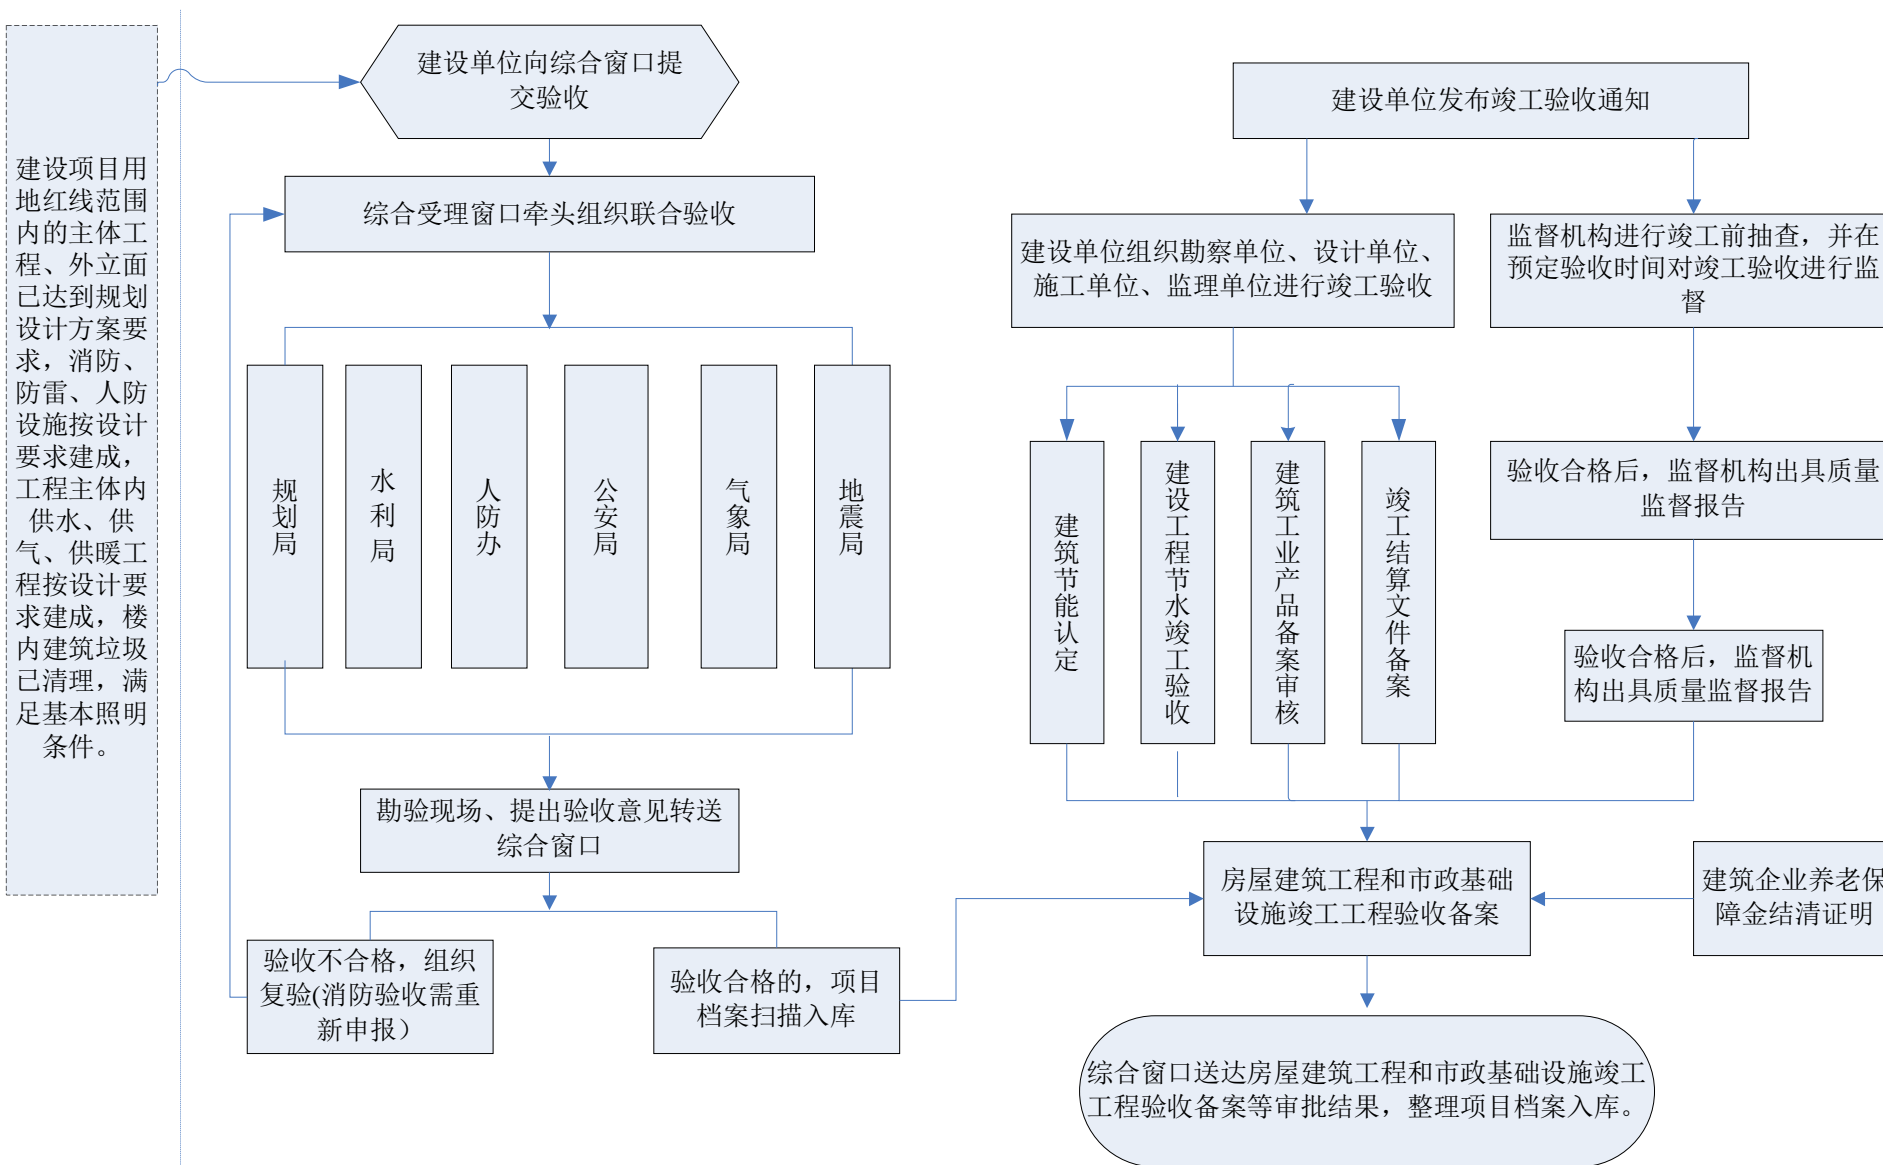 建设项目用
地红线范围
内的主体工
程、外立面
已达到规划
设计方案要
求，消防、
防雷、人防
设施按设计
要求建成，
工程主体内
供水、供
气、供暖工
程按设计要
求建成，楼
内建筑垃圾
已清理，满
足基本照明
条件。
建设单位向综合窗口提
交验收
综合受理窗口牵头组织联合验收
规划局
水利局
人防办
公安局
气象局
地震局
勘验现场、提出验收意见转送
综合窗口
验收不合格，组织
复验(消防验收需重
新申报）
验收合格的，项目
档案扫描入库
建设单位发布竣工验收通知
建设单位组织勘察单位、设计单位、
施工单位、监理单位进行竣工验收
监督机构进行竣工前抽查，并在
预定验收时间对竣工验收进行监
督
建筑节能认定
建设工程节水竣工验收
建筑工业产品备案审核
竣工结算文件备案
验收合格后，监督机构出具质量
监督报告
验收合格后，监督机
构出具质量监督报告
房屋建筑工程和市政基础
设施竣工工程验收备案
建筑企业养老保
障金结清证明
综合窗口送达房屋建筑工程和市政基础设施竣工
工程验收备案等审批结果，整理项目档案入库。